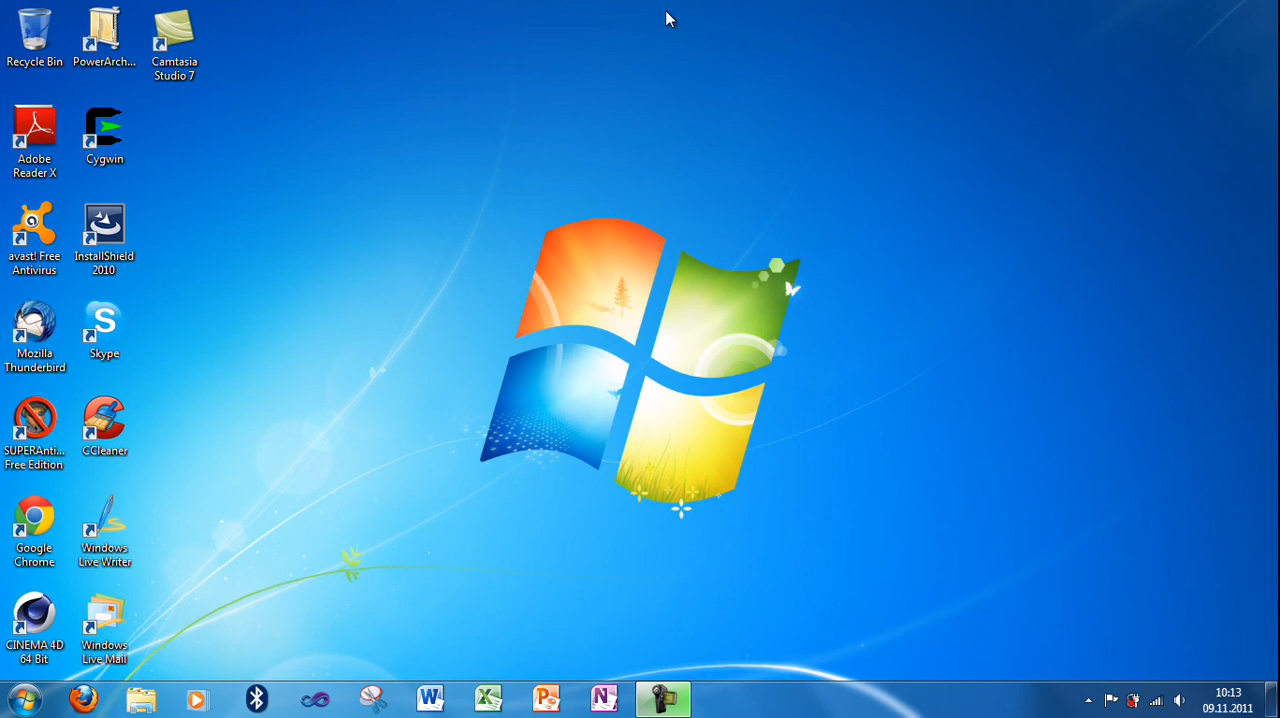 Recycle Bin
PowerArch...
Camtasia
Studio 7
Adobe
Reader X
Cygwin
avast! Free
Antivirus
InstallShield
2010
Mozilla
Thunderbird
Skype
SUPERAnti...
Free Edition
CCleaner
Google
Chrome
Windows
Live Writer
CINEMA 4D
64 Bit
Windows
Live Mail
10:13
09.11.2011